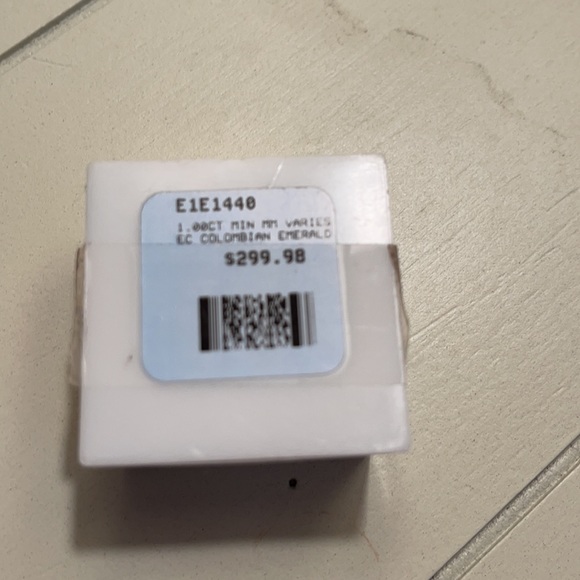 E1E1440
1.00CT MIN MM VARIES
EC COLOMBIAN EMERALD
$299.98